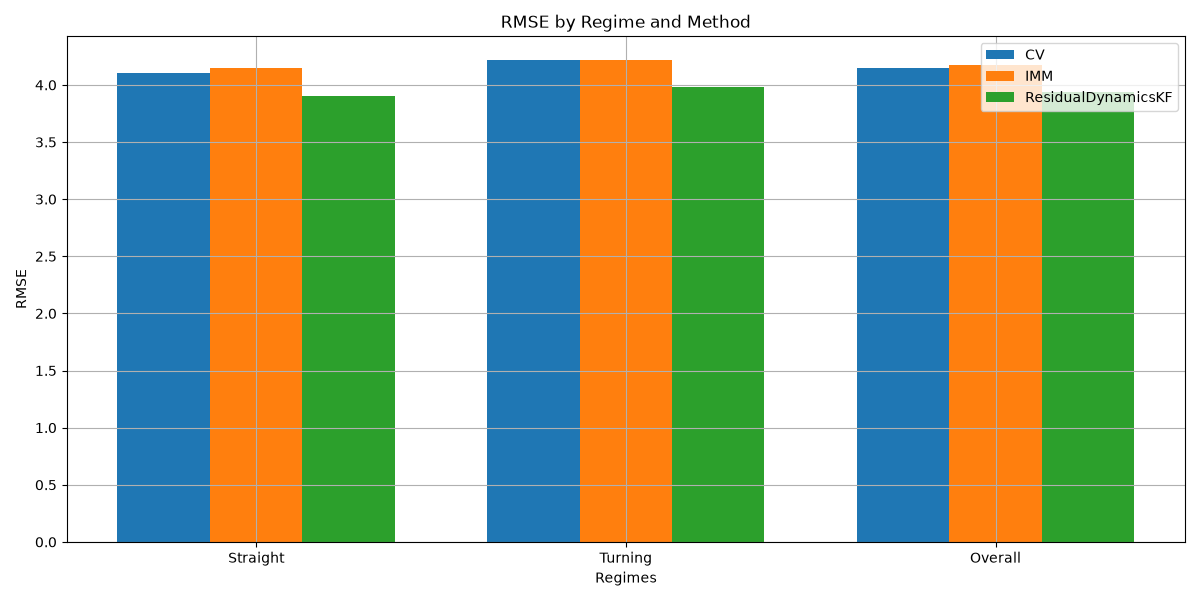 RMSE by Regime and Method
CV
IMM
ResidualDynamicsKF
RMSE
4.0
3.5
3.0
2.5
2.0
1.5
1.0
0.5
0.0
Straight
Turning
Overall
Regimes